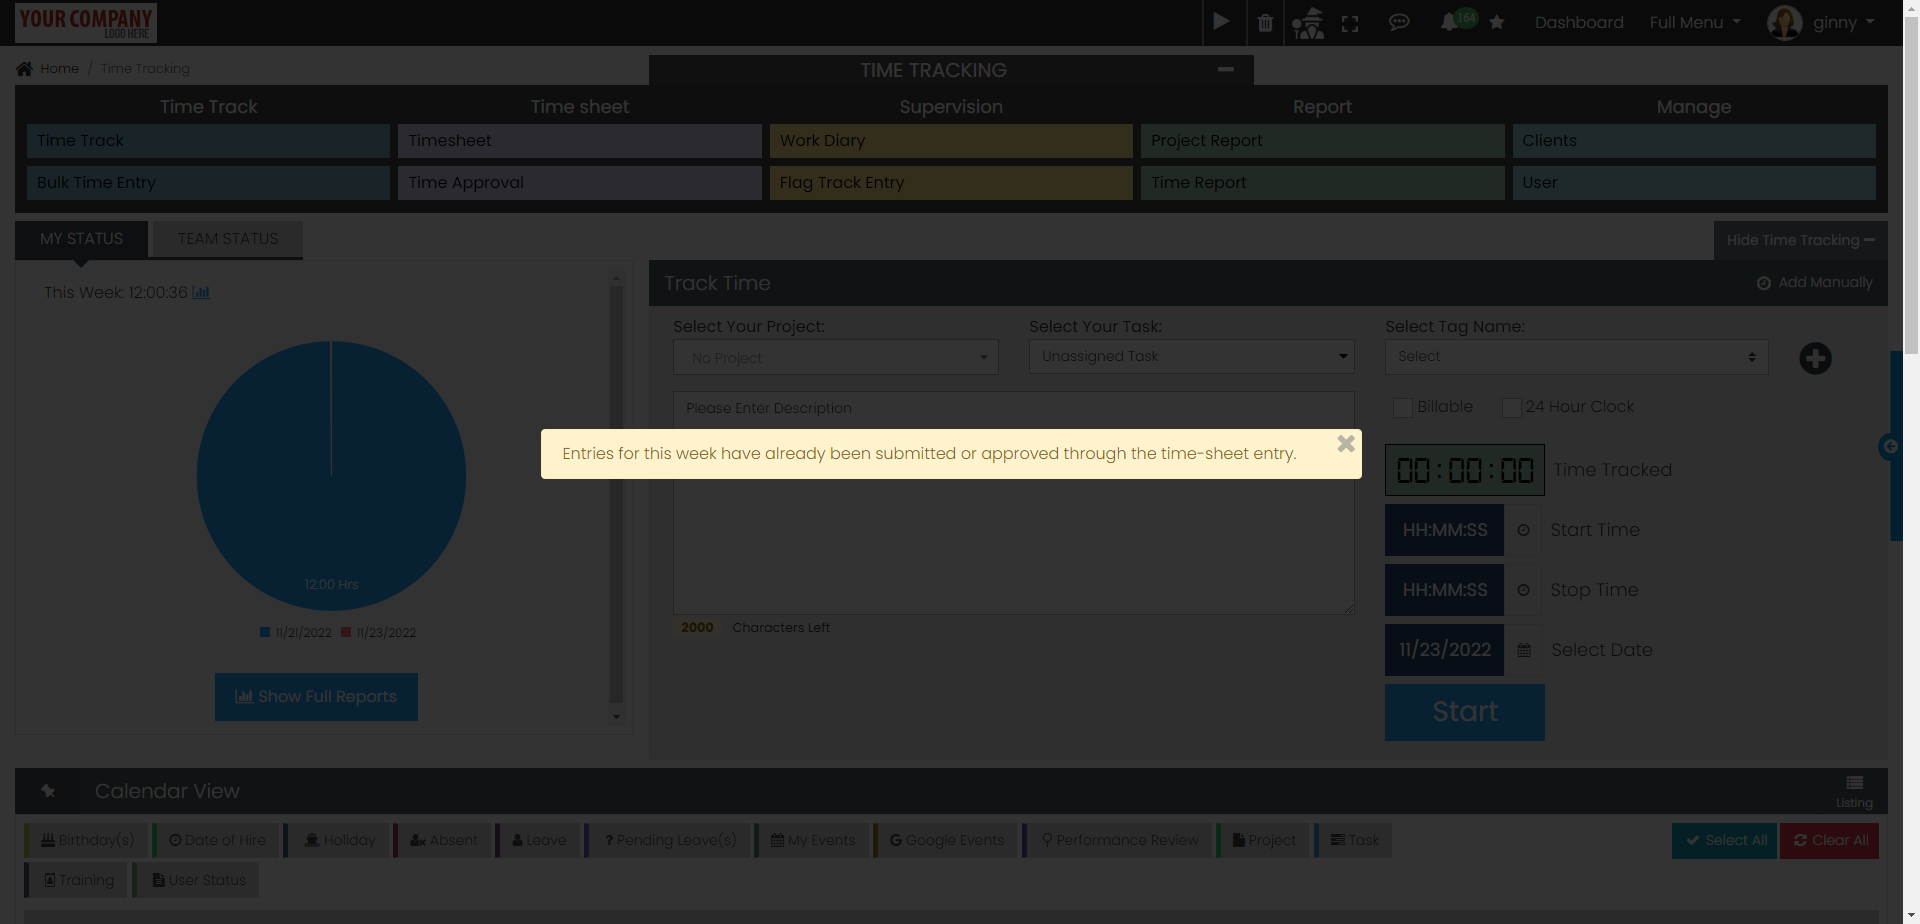 YOUR COMPANY
LOGO HERE
164
Dashboard
Full Menu
ginny
Home / Time Tracking
TIME TRACKING
Time Track
Time sheet
Supervision
Report
Manage
Time Track
Timesheet
Work Diary
Project Report
Clients
Bulk Time Entry
Time Approval
Flag Track Entry
Time Report
User
MY STATUS
TEAM STATUS
Hide Time Tracking
This Week: 12:00:36
12:00 Hrs
11/21/2022
11/23/2022
Show Full Reports
Track Time
Add Manually
Select Your Project:
Select Your Task:
Select Tag Name:
No Project
Unassigned Task
Select
Please Enter Description
Billable
24 Hour Clock
Entries for this week have already been submitted or approved through the time-sheet entry.
00:00:00
Time Tracked
HH:MM:SS
Start Time
HH:MM:SS
Stop Time
2000 Characters Left
11/23/2022
Select Date
Start
Calendar View
Listing
Birthday(s)
Date of Hire
Holiday
Absent
Leave
? Pending Leave(s)
My Events
Google Events
Performance Review
Project
Task
Select All
Clear All
Training
User Status